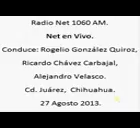 Radio Net 1060 AM.
Net en Vivo.
Conduce: Rogelio González Quiroz,
Ricardo Chávez Carbajal,
Alejandro Velasco.
Cd. Juárez, Chihuahua.
27 Agosto 2013.